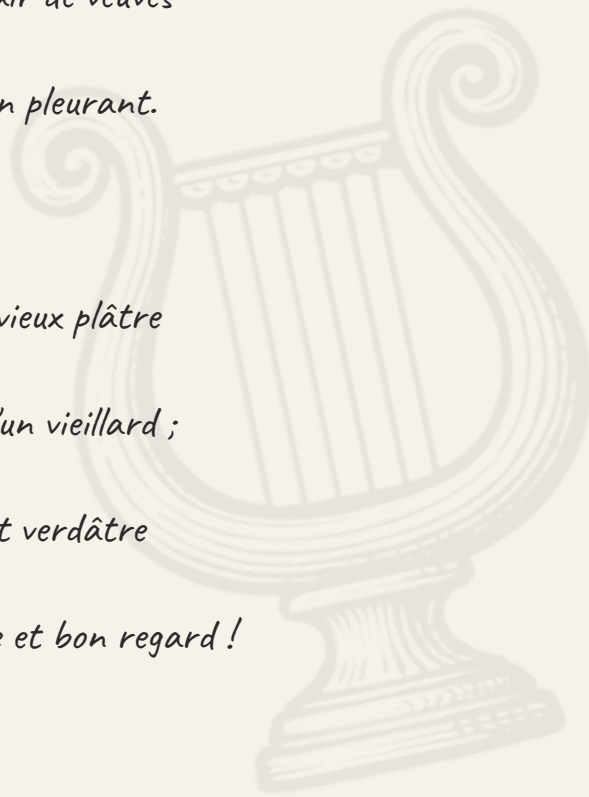 air de veuves
n pleurant.
vieux plâtre
'un vieillard ;
t verdâtre
e et bon regard !